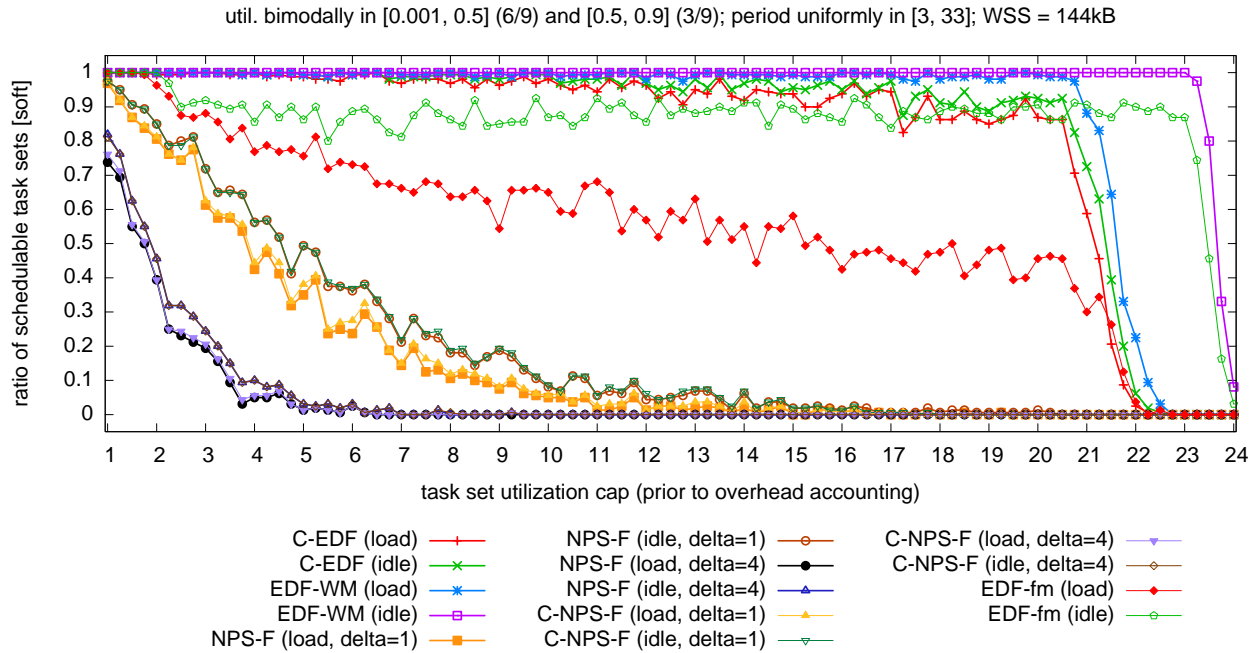 util. bimodally in [0.001, 0.5] (6/9) and [0.5, 0.9] (3/9); period uniformly in [3, 33]; WSS = 144kB
ratio of schedulable task sets [soft]
1
0.9
0.8
0.7
0.6
0.5
0.4
0.3
0.2
0.1
0
1 2 3 4 5 6 7 8 9 10 11 12 13 14 15 16 17 18 19 20 21 22 23 24
task set utilization cap (prior to overhead accounting)
C-EDF (load) NPS-F (idle, delta=1) C-NPS-F (load, delta=4)
C-EDF (idle) NPS-F (load, delta=4) C-NPS-F (idle, delta=4)
EDF-WM (load) NPS-F (idle, delta=4) EDF-fm (load)
EDF-WM (idle) C-NPS-F (load, delta=1) EDF-fm (idle)
NPS-F (load, delta=1) C-NPS-F (idle, delta=1)